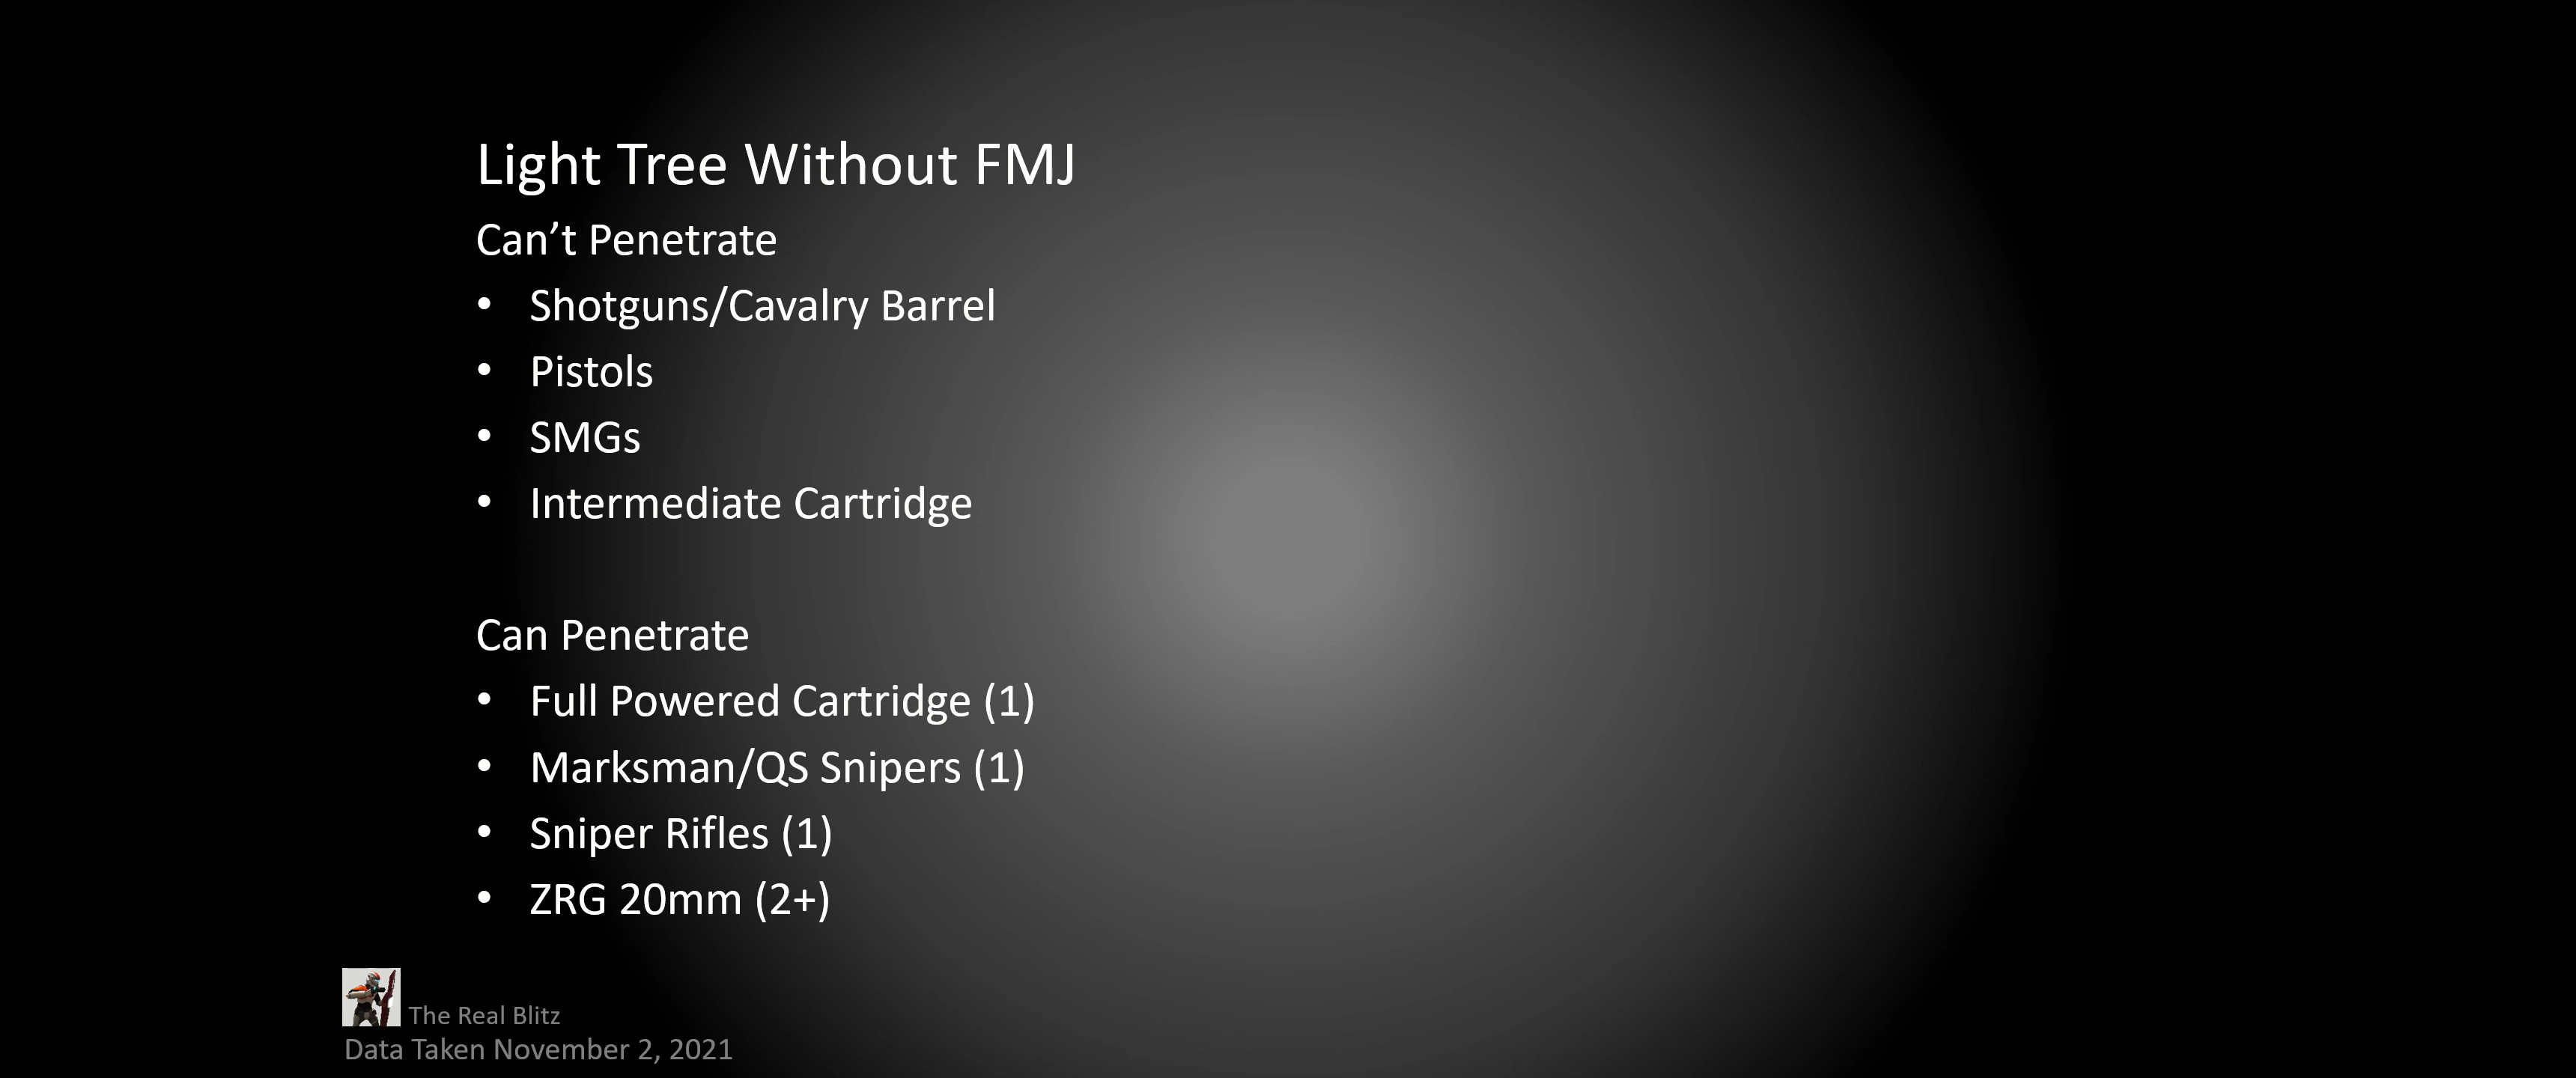 Light Tree Without FMJ
Can’t Penetrate
• Shotguns/Cavalry Barrel
• Pistols
• SMGs
• Intermediate Cartridge
Can Penetrate
• Full Powered Cartridge (1)
• Marksman/QS Snipers (1)
• Sniper Rifles (1)
• ZRG 20mm (2+)
The Real Blitz
Data Taken November 2, 2021